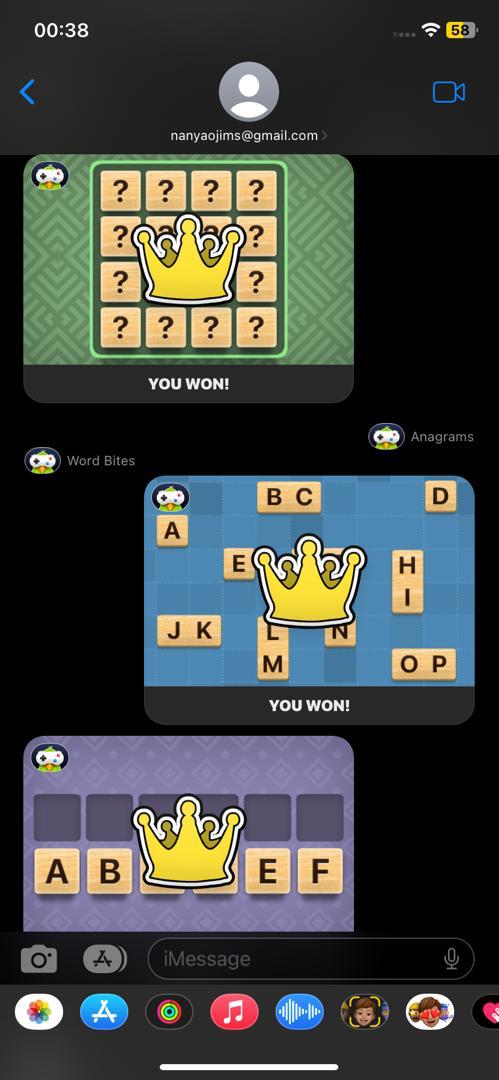 00:38
58
nanyaojims@gmail.com
? ? ? ?
? ?
? ?
? ? ? ?
YOU WON!
Anagrams
Word Bites
B C D
A
E H
I
J K L N
M O P
YOU WON!
A B E F
iMessage